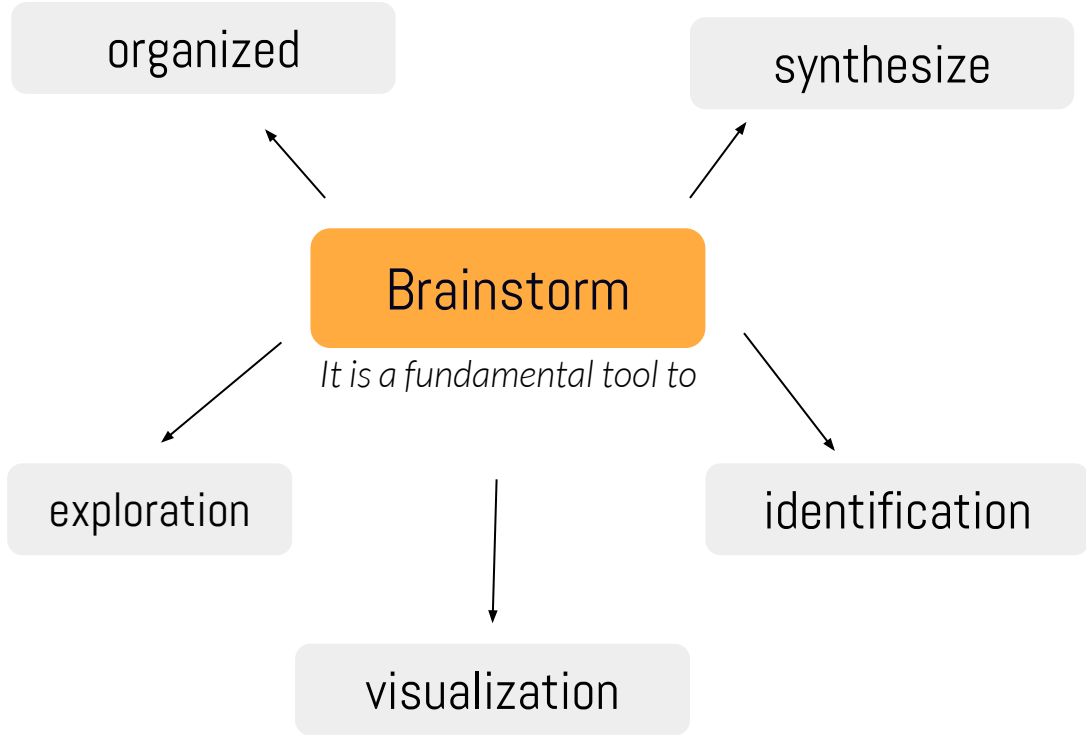 organized
synthesize
Brainstorm
It is a fundamental tool to
exploration
identification
visualization